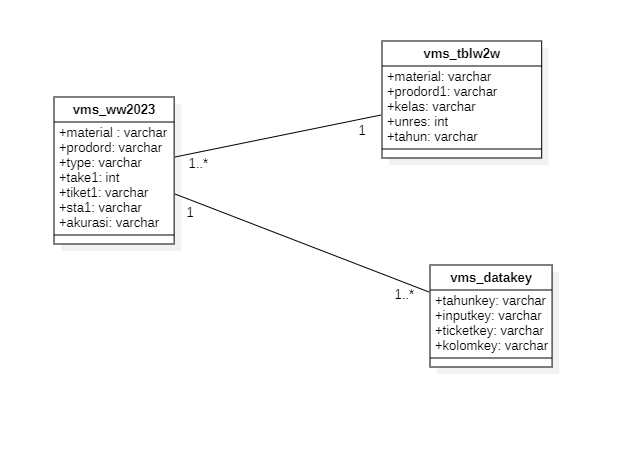 vms_tblw2w
+material: varchar
+prodord1: varchar
+kelas: varchar
+unres: int
+tahun: varchar
vms_ww2023
+material : varchar
+prodord: varchar
+type: varchar
+take1: int
+tiket1: varchar
+sta1: varchar
+akurasi: varchar
1
1..*
1
1..*
vms_datakey
+tahunkey: varchar
+inputkey: varchar
+ticketkey: varchar
+kolomkey: varchar